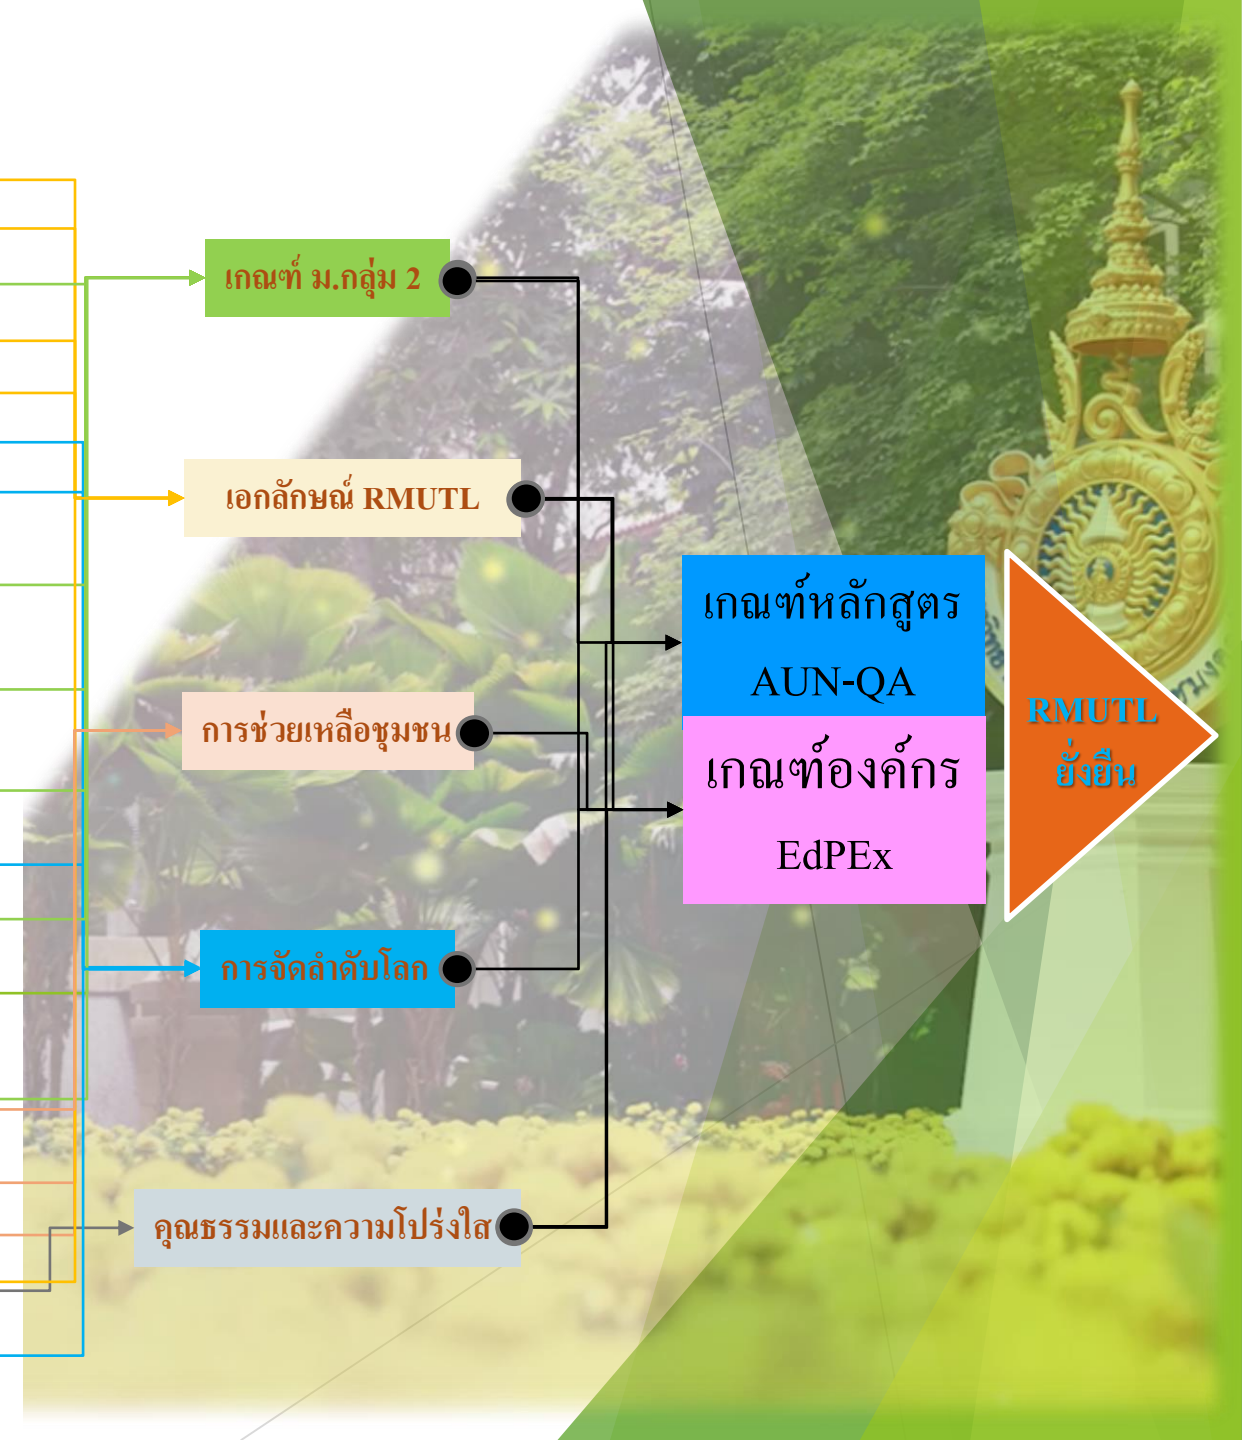 เกณฑ์ ม.กลุ่ม 2
เอกลักษณ์ RMUTL
การช่วยเหลือชุมชน
การจัดลำดับโลก
คุณธรรมและความโปร่งใส
เกณฑ์หลักสูตร
AUN-QA
เกณฑ์องค์กร
EdPEx
RMUTL
ยั่งยืน